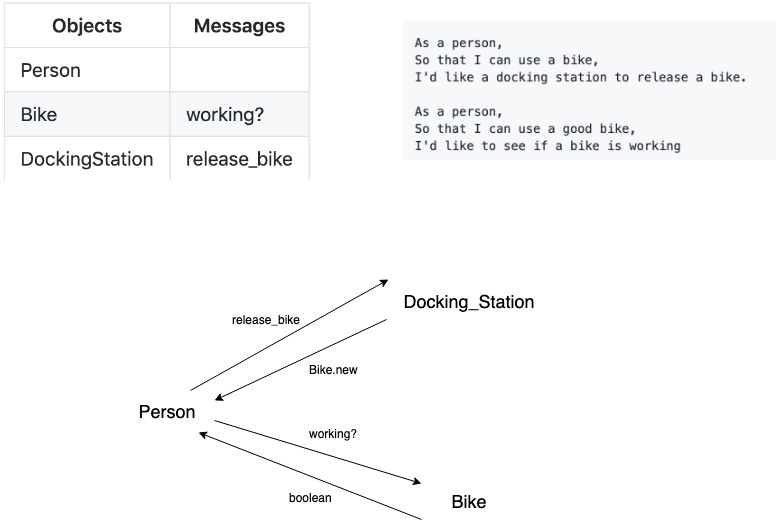 Objects Messages
Person
Bike working?
DockingStation release_bike
As a person,
So that I can use a bike,
I'd like a docking station to release a bike.
As a person,
So that I can use a good bike,
I'd like to see if a bike is working
Docking_Station
release_bike
Bike.new
Person
working?
boolean
Bike